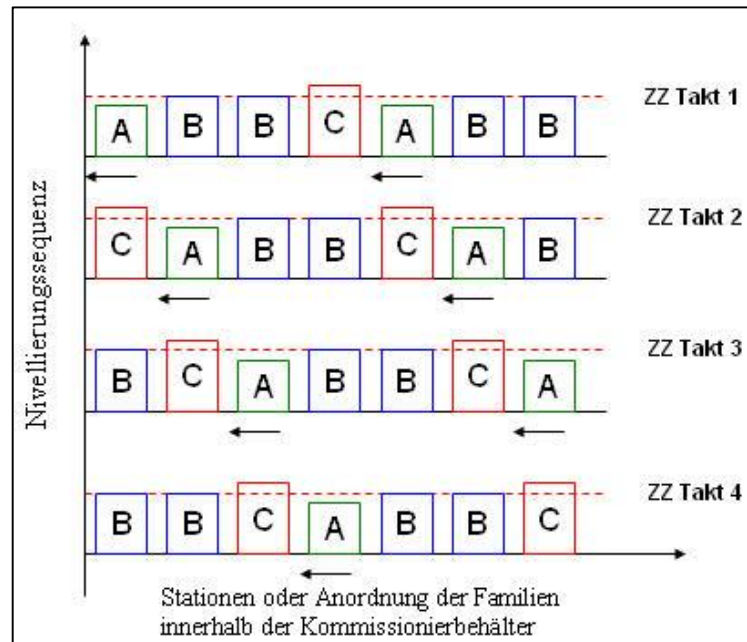 Nivellierungssequenz
A B B C A B B ZZ Takt 1
C A B B C A B ZZ Takt 2
B C A B B C A ZZ Takt 3
B B C A B B C ZZ Takt 4
Stationen oder Anordnung der Familien
innerhalb der Kommissionierbehälter